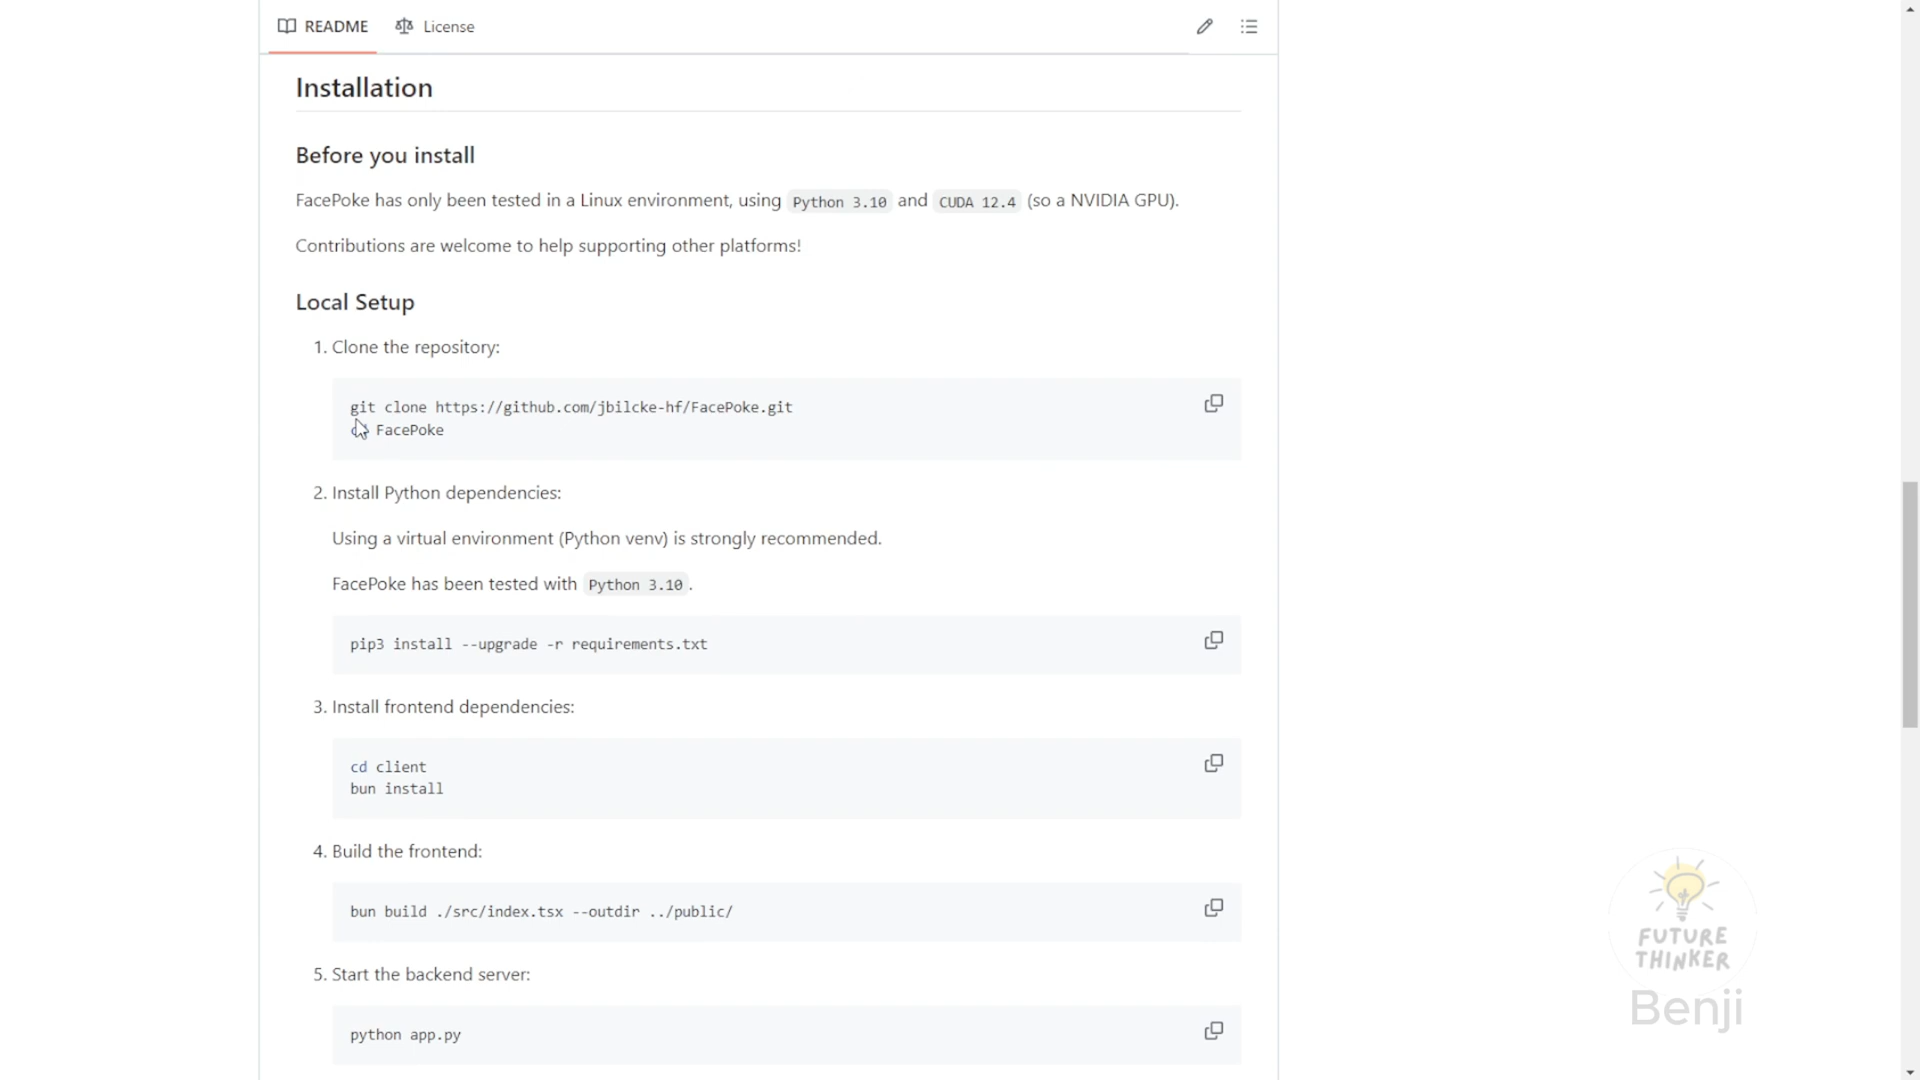 README
License
Installation
Before you install
FacePoke has only been tested in a Linux environment, using Python 3.10 and CUDA 12.4 (so a NVIDIA GPU).
Contributions are welcome to help supporting other platforms!
Local Setup
1. Clone the repository:
git clone https://github.com/jbilcke-hf/FacePoke.git
FacePoke
2. Install Python dependencies:
Using a virtual environment (Python venv) is strongly recommended.
FacePoke has been tested with Python 3.10.
pip3 install --upgrade -r requirements.txt
3. Install frontend dependencies:
cd client
bun install
4. Build the frontend:
bun build ./src/index.tsx --outdir ../public/
5. Start the backend server:
python app.py
FUTURE
THINKER
Benji